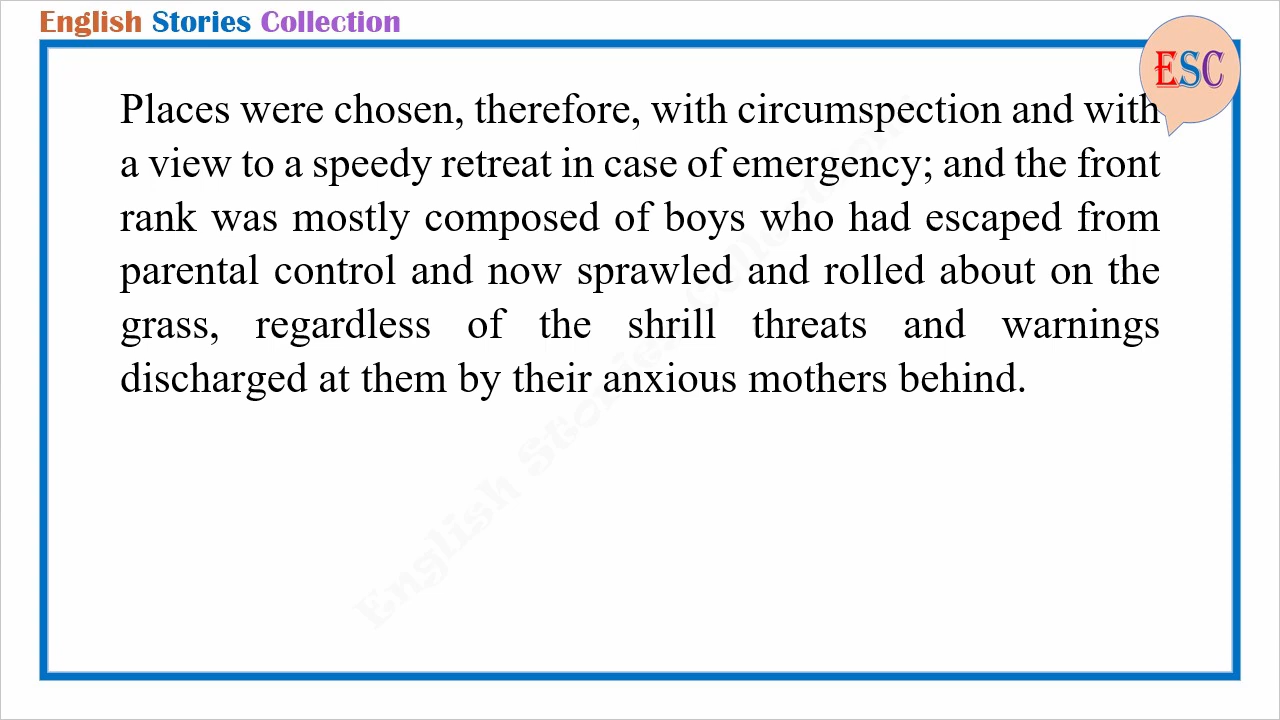 English Stories Collection
ESC
Places were chosen, therefore, with circumspection and with
a view to a speedy retreat in case of emergency; and the front
rank was mostly composed of boys who had escaped from
parental control and now sprawled and rolled about on the
grass, regardless of the shrill threats and warnings
discharged at them by their anxious mothers behind.
English Stories Collection